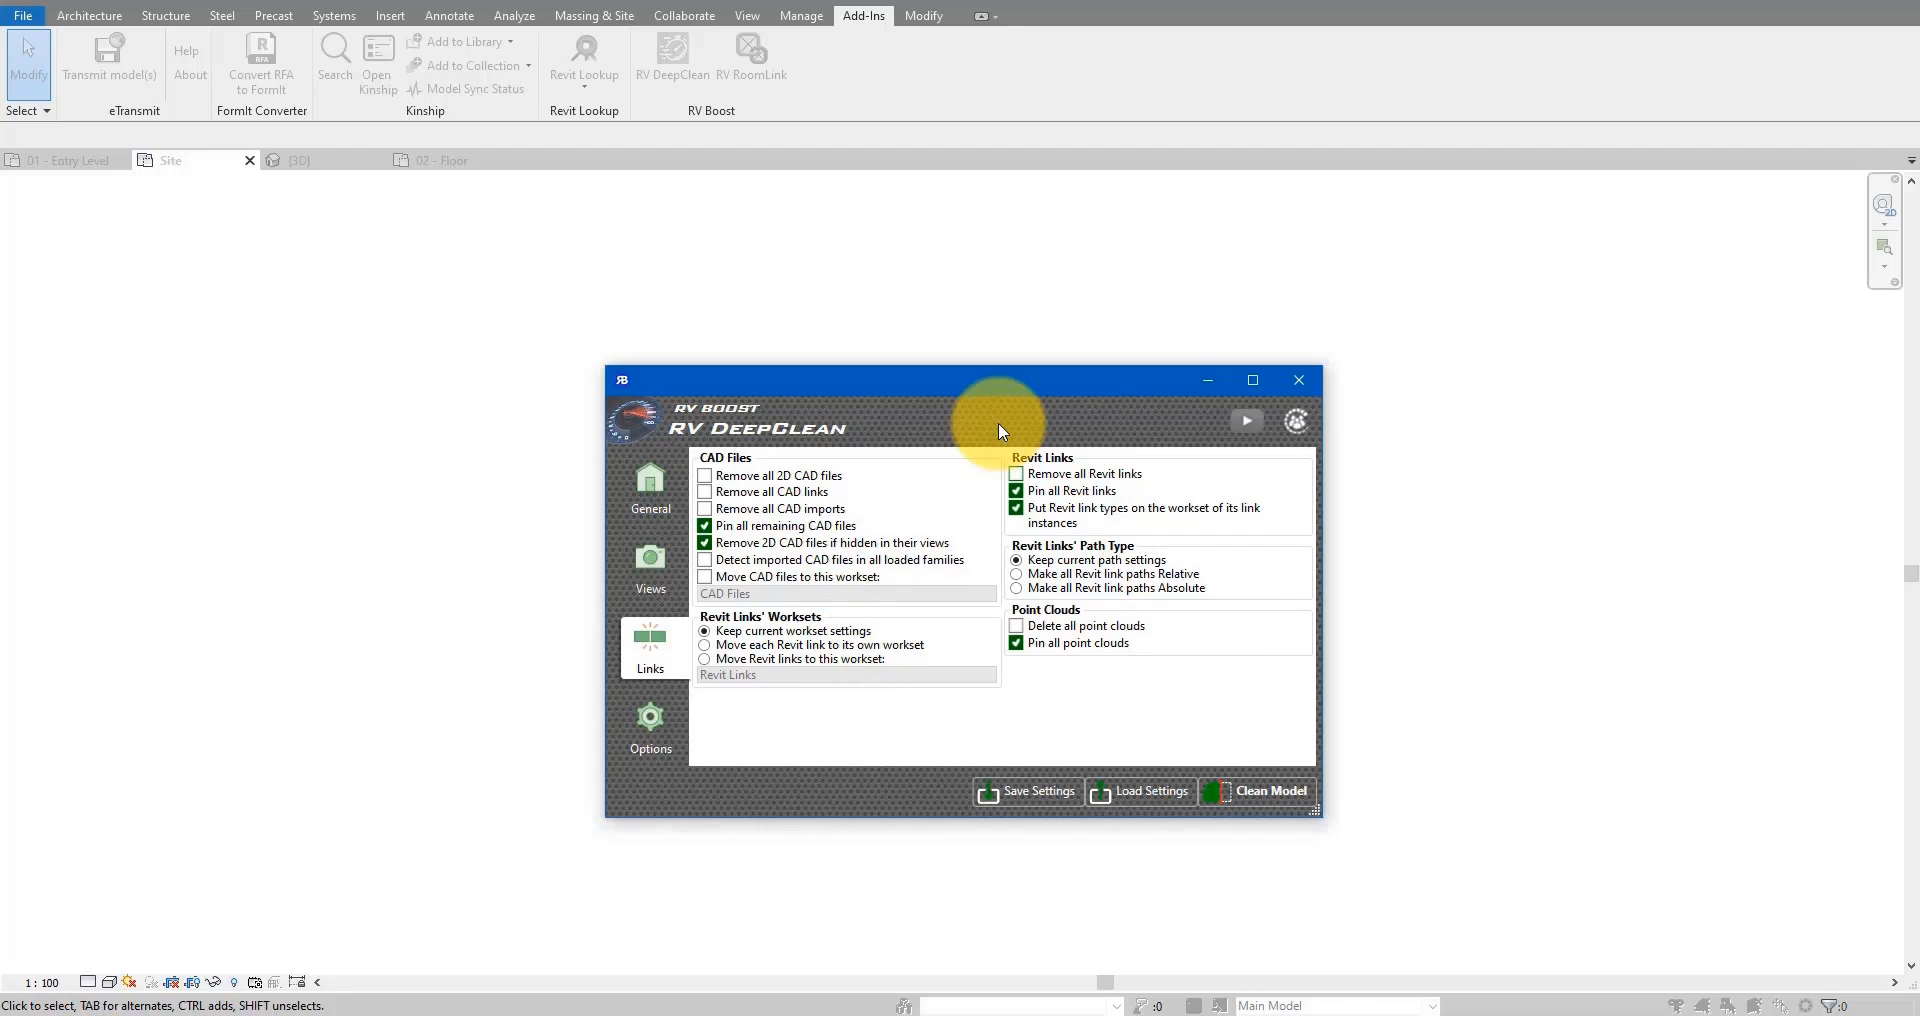 File Architecture Structure Steel Precast Systems Insert Annotate Analyze Massing & Site Collaborate View Manage Add-Ins Modify
Modify
Select
Transmit model(s)
eTransmit
Help
About
RFA
Convert RFA
to FormIt
FormIt Converter
Search
Open
Kinship
Add to Library
Add to Collection
Model Sync Status
Kinship
Revit Lookup
Revit Lookup
RV DeepClean RV RoomLink
RV Boost
01 - Entry Level
Site
{3D}
02 - Floor
2D
RB
RV BOOST
RV DEEPCLEAN
General
Views
Links
Options
CAD Files
Remove all 2D CAD files
Remove all CAD links
Remove all CAD imports
Pin all remaining CAD files
Remove 2D CAD files if hidden in their views
Detect imported CAD files in all loaded families
Move CAD files to this workset:
CAD Files
Revit Links' Worksets
Keep current workset settings
Move each Revit link to its own workset
Move Revit links to this workset:
Revit Links
Revit Links
Remove all Revit links
Pin all Revit links
Put Revit link types on the workset of its link
instances
Revit Links' Path Type
Keep current path settings
Make all Revit link paths Relative
Make all Revit link paths Absolute
Point Clouds
Delete all point clouds
Pin all point clouds
Save Settings
Load Settings
Clean Model
1 : 100
Click to select, TAB for alternates, CTRL adds, SHIFT unselects.
:0
Main Model
:0